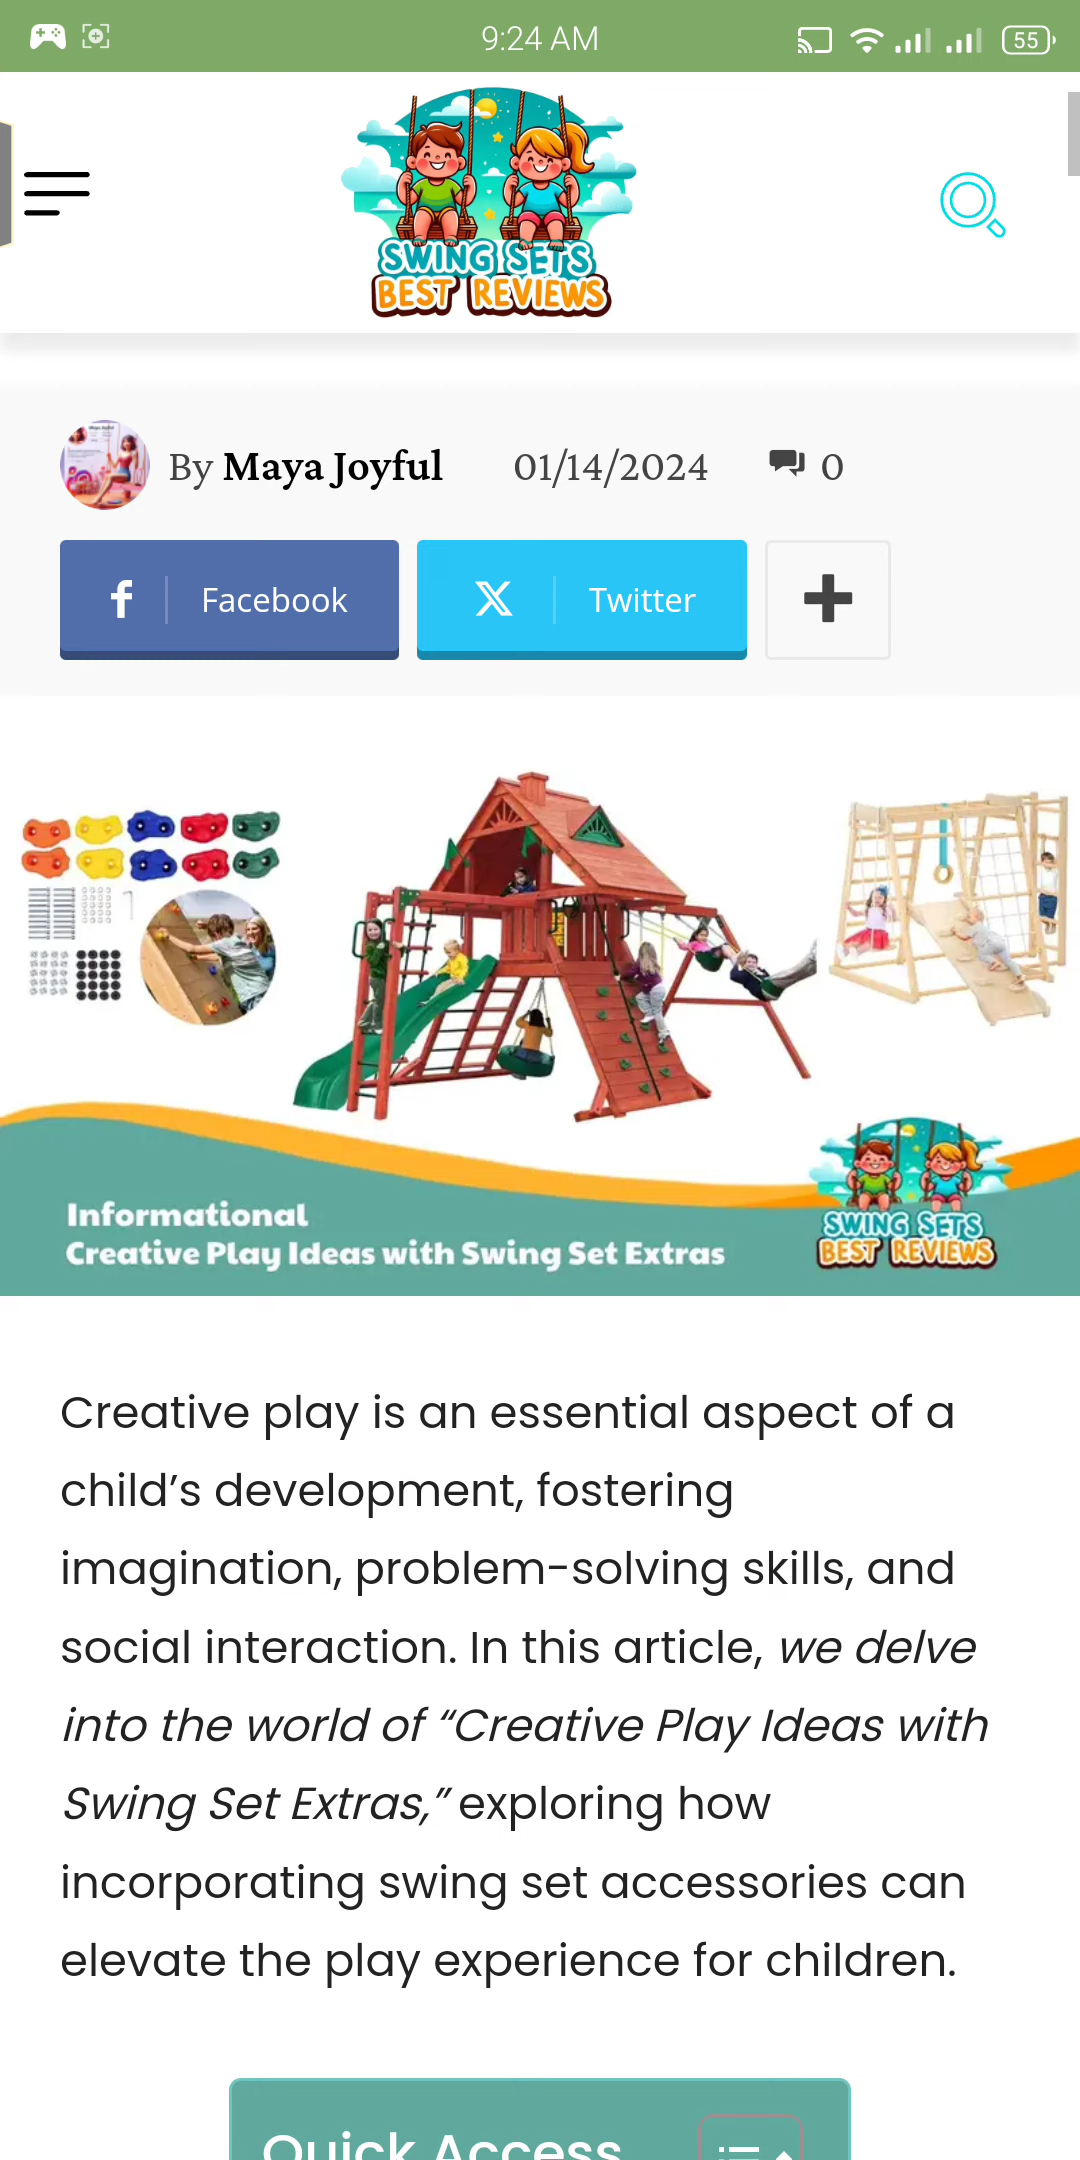 9:24 AM
55
SWING SETS
BEST REVIEWS
By Maya Joyful 01/14/2024 0
Facebook
Twitter
Informational
Creative Play Ideas with Swing Set Extras
SWING SETS
BEST REVIEWS
Creative play is an essential aspect of a
child’s development, fostering
imagination, problem-solving skills, and
social interaction. In this article, we delve
into the world of “Creative Play Ideas with
Swing Set Extras,” exploring how
incorporating swing set accessories can
elevate the play experience for children.
Quick Access